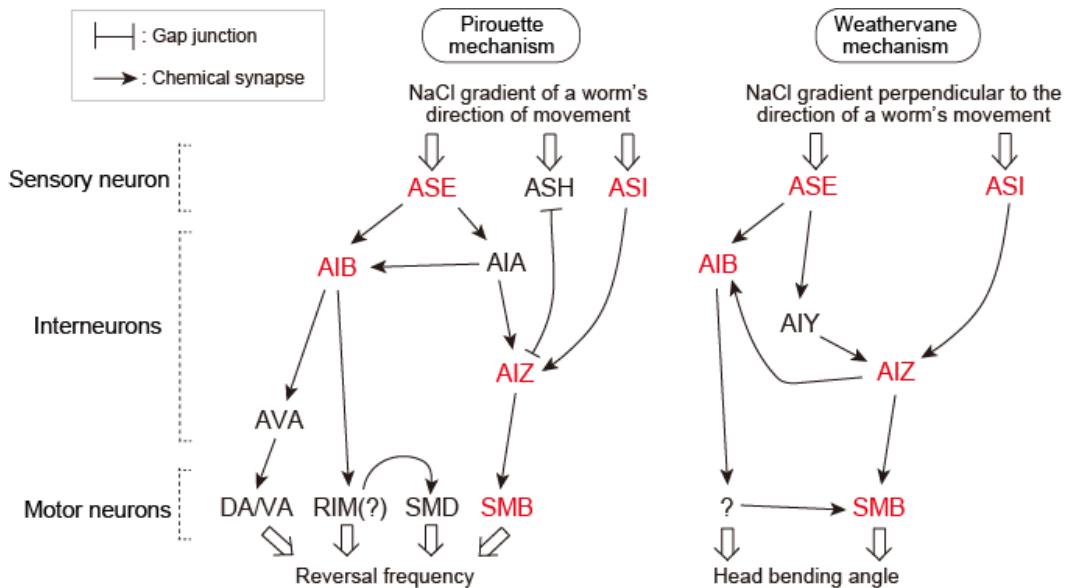 : Gap junction
: Chemical synapse
Pirouette
mechanism
Weathervane
mechanism
NaCl gradient of a worm's
direction of movement
NaCl gradient perpendicular to the
direction of a worm's movement
Sensory neuron
ASE
ASH
ASI
ASE
ASI
Interneurons
AIB
AIA
AIZ
AVA
AIB
AIY
AIZ
Motor neurons
DA/VA
RIM(?)
SMD
SMB
?
SMB
Reversal frequency
Head bending angle